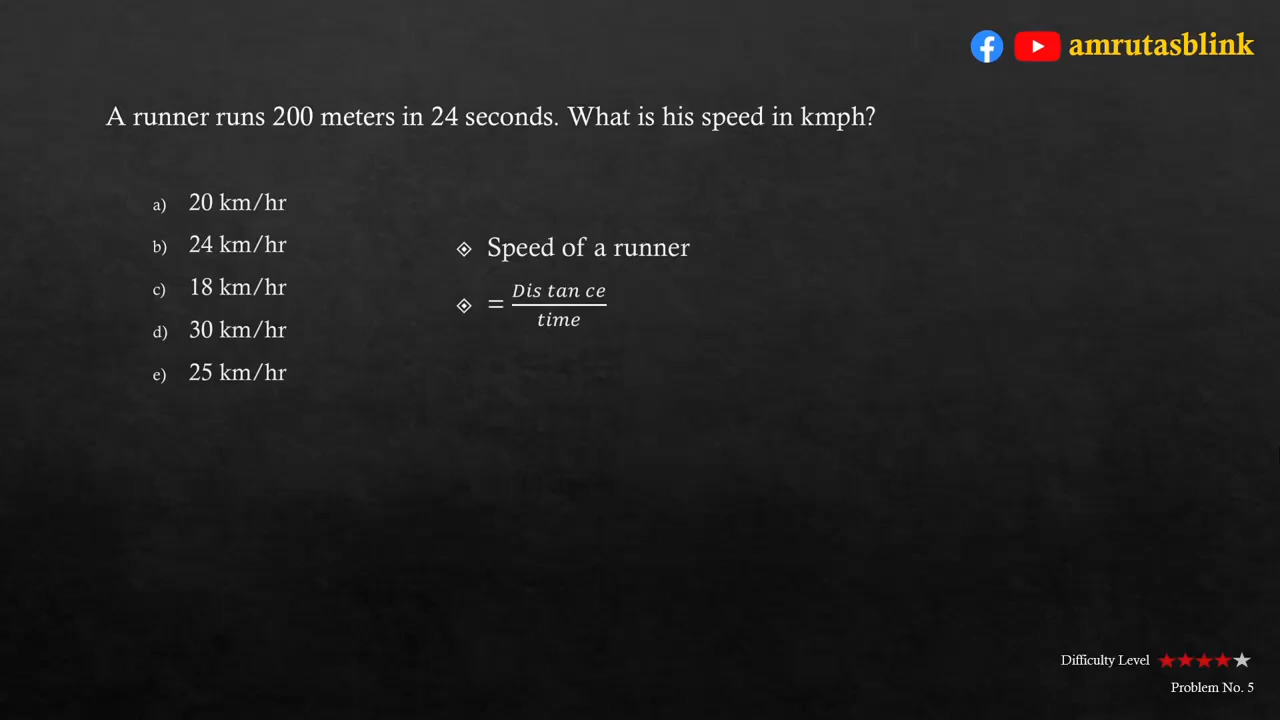 amrutasblink
A runner runs 200 meters in 24 seconds. What is his speed in kmph?
a) 20 km/hr
b) 24 km/hr
c) 18 km/hr
d) 30 km/hr
e) 25 km/hr
Speed of a runner
= Dis tan ce
time
Difficulty Level
Problem No. 5